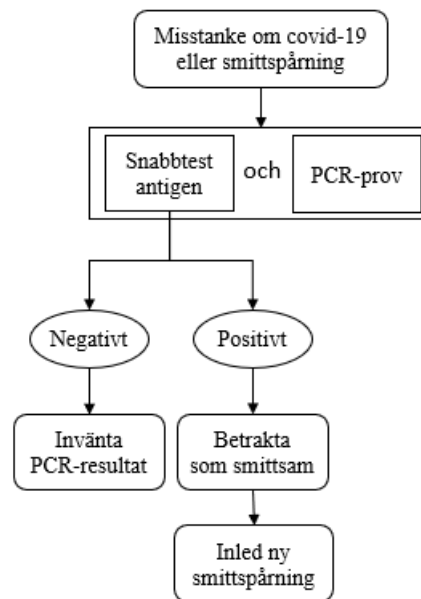 Misstanke om covid-19
eller smittspårning
Snabbtest
antigen
och
PCR-prov
Negativt
Positivt
Invänta
PCR-resultat
Betrakta
som smittsam
Inled ny
smittspårning